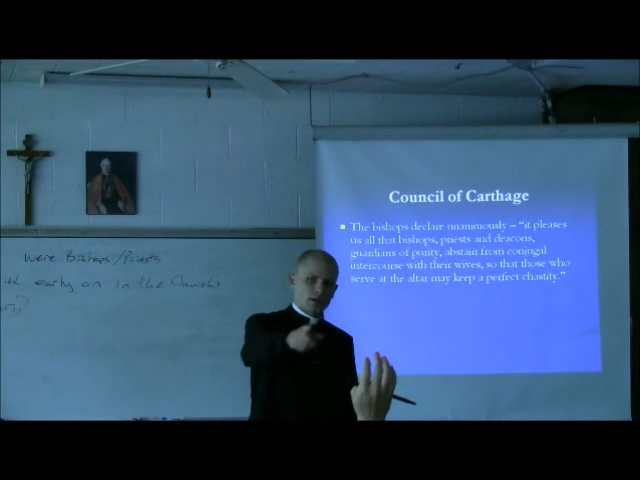 Council of Carthage
The bishops declare unanimously – "it pleases
us all that bishops, priests and deacons,
guardians of purity, abstain from conjugal
intercourse with their wives, so that those who
serve at the altar may keep a perfect chastity."
were Bishops/Priests
early on in the Church